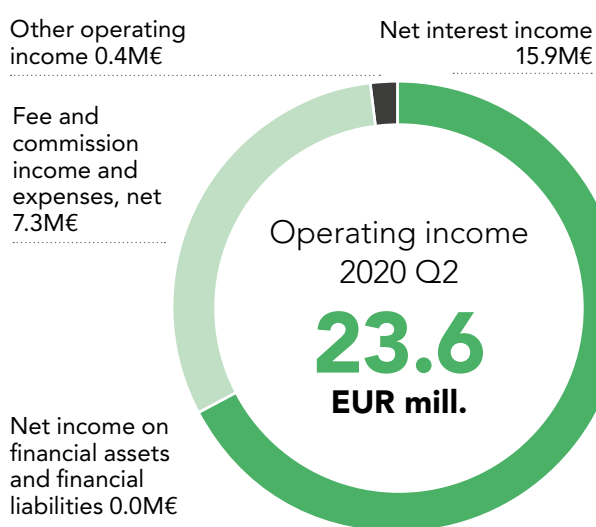 Other operating
income 0.4M€
Net interest income
15.9M€
Fee and
commission
income and
expenses, net
7.3M€
Operating income
2020 Q2
23.6
EUR mill.
Net income on
financial assets
and financial
liabilities 0.0M€